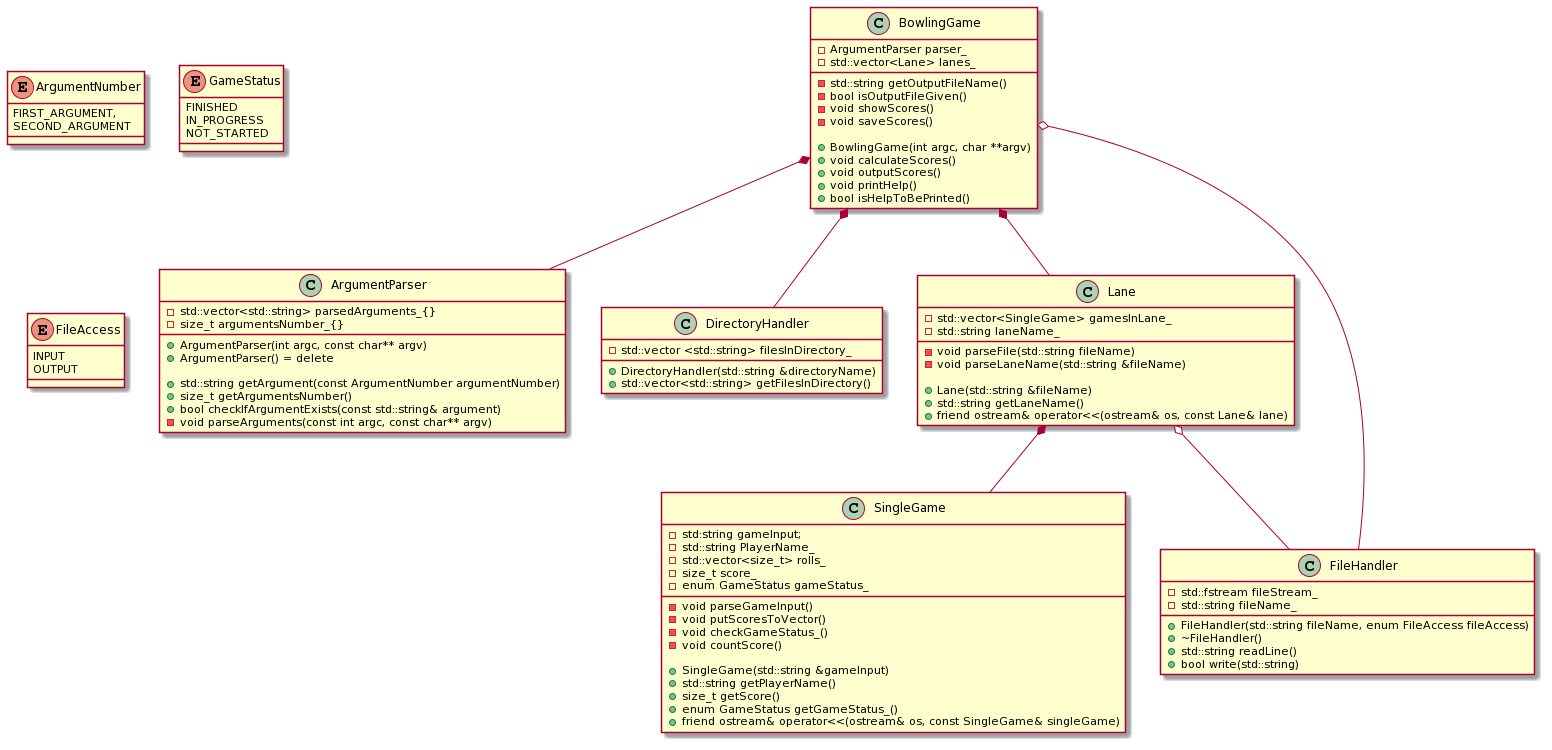 C BowlingGame
ArgumentParser parser_
std::vector<Lane> lanes_
std::string getOutputFileName()
bool isOutputFileGiven()
void showScores()
void saveScores()
BowlingGame(int argc, char **argv)
void calculateScores()
void outputScores()
void printHelp()
bool isHelpToBePrinted()
E ArgumentNumber
FIRST_ARGUMENT,
SECOND_ARGUMENT
E GameStatus
FINISHED
IN_PROGRESS
NOT_STARTED
E FileAccess
INPUT
OUTPUT
C ArgumentParser
std::vector<std::string> parsedArguments_{}
size_t argumentsNumber_{}
ArgumentParser(int argc, const char** argv)
ArgumentParser() = delete
std::string getArgument(const ArgumentNumber argumentNumber)
size_t getArgumentsNumber()
bool checkIfArgumentExists(const std::string& argument)
void parseArguments(const int argc, const char** argv)
C DirectoryHandler
std::vector <std::string> filesInDirectory_
DirectoryHandler(std::string &directoryName)
std::vector<std::string> getFilesInDirectory()
C Lane
std::vector<SingleGame> gamesInLane_
std::string laneName_
void parseFile(std::string fileName)
void parseLaneName(std::string &fileName)
Lane(std::string &fileName)
std::string getLaneName()
friend ostream& operator<<(ostream& os, const Lane& lane)
C SingleGame
std:string gameInput;
std::string PlayerName_
std::vector<size_t> rolls_
size_t score_
enum GameStatus gameStatus_
void parseGameInput()
void putScoresToVector()
void checkGameStatus_()
void countScore()
SingleGame(std::string &gameInput)
std::string getPlayerName()
size_t getScore()
enum GameStatus getGameStatus_()
friend ostream& operator<<(ostream& os, const SingleGame& singleGame)
C FileHandler
std::fstream fileStream_
std::string fileName_
FileHandler(std::string fileName, enum FileAccess fileAccess)
~FileHandler()
std::string readLine()
bool write(std::string)